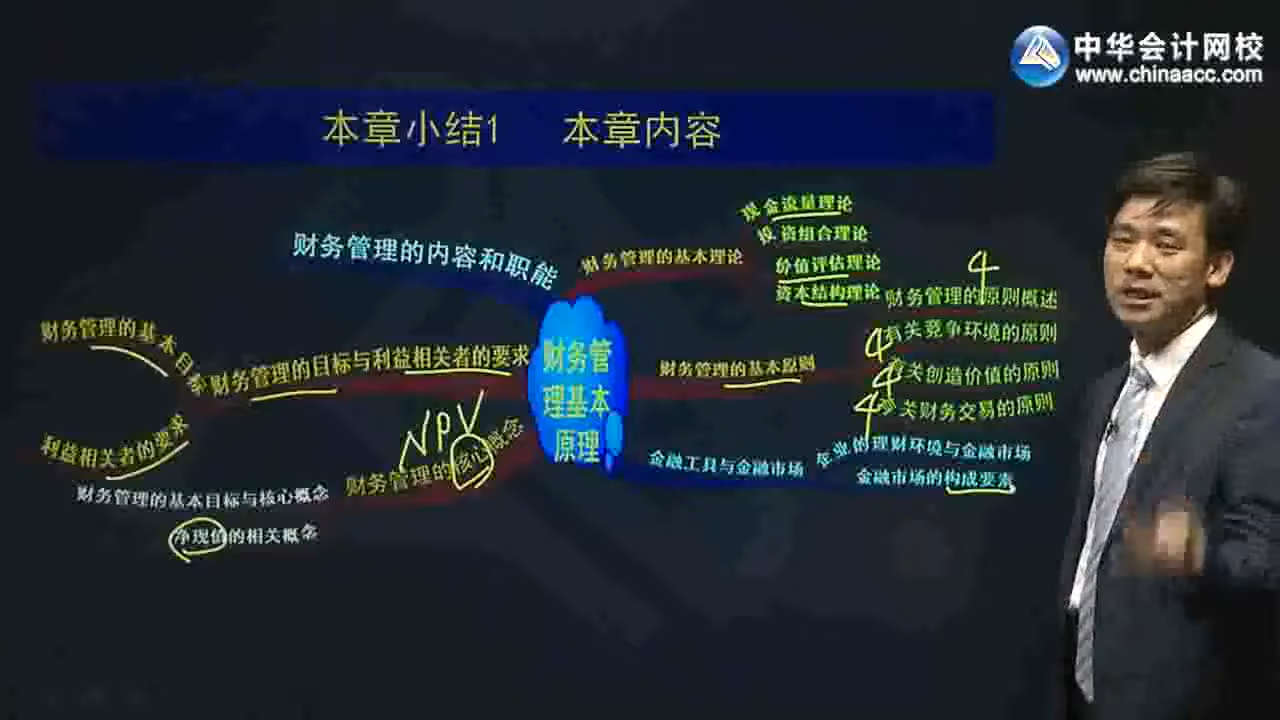 中华会计网校
www.chinaacc.com
本章小结1 本章内容
财务管理的内容和职能
财务管理的基本目标
利益相关者的要求
财务管理的目标与利益相关者的要求
NPV
财务管理的核心概念
财务管理的基本目标与核心概念
净现值的相关概念
财务管理基本原理
财务管理的基本理论
现金流量理论
投资组合理论
价值评估理论
资本结构理论
财务管理的基本原则
4
财务管理的原则概述
4
有关竞争环境的原则
4
有关创造价值的原则
4
有关财务交易的原则
金融工具与金融市场
企业的理财环境与金融市场
金融市场的构成要素